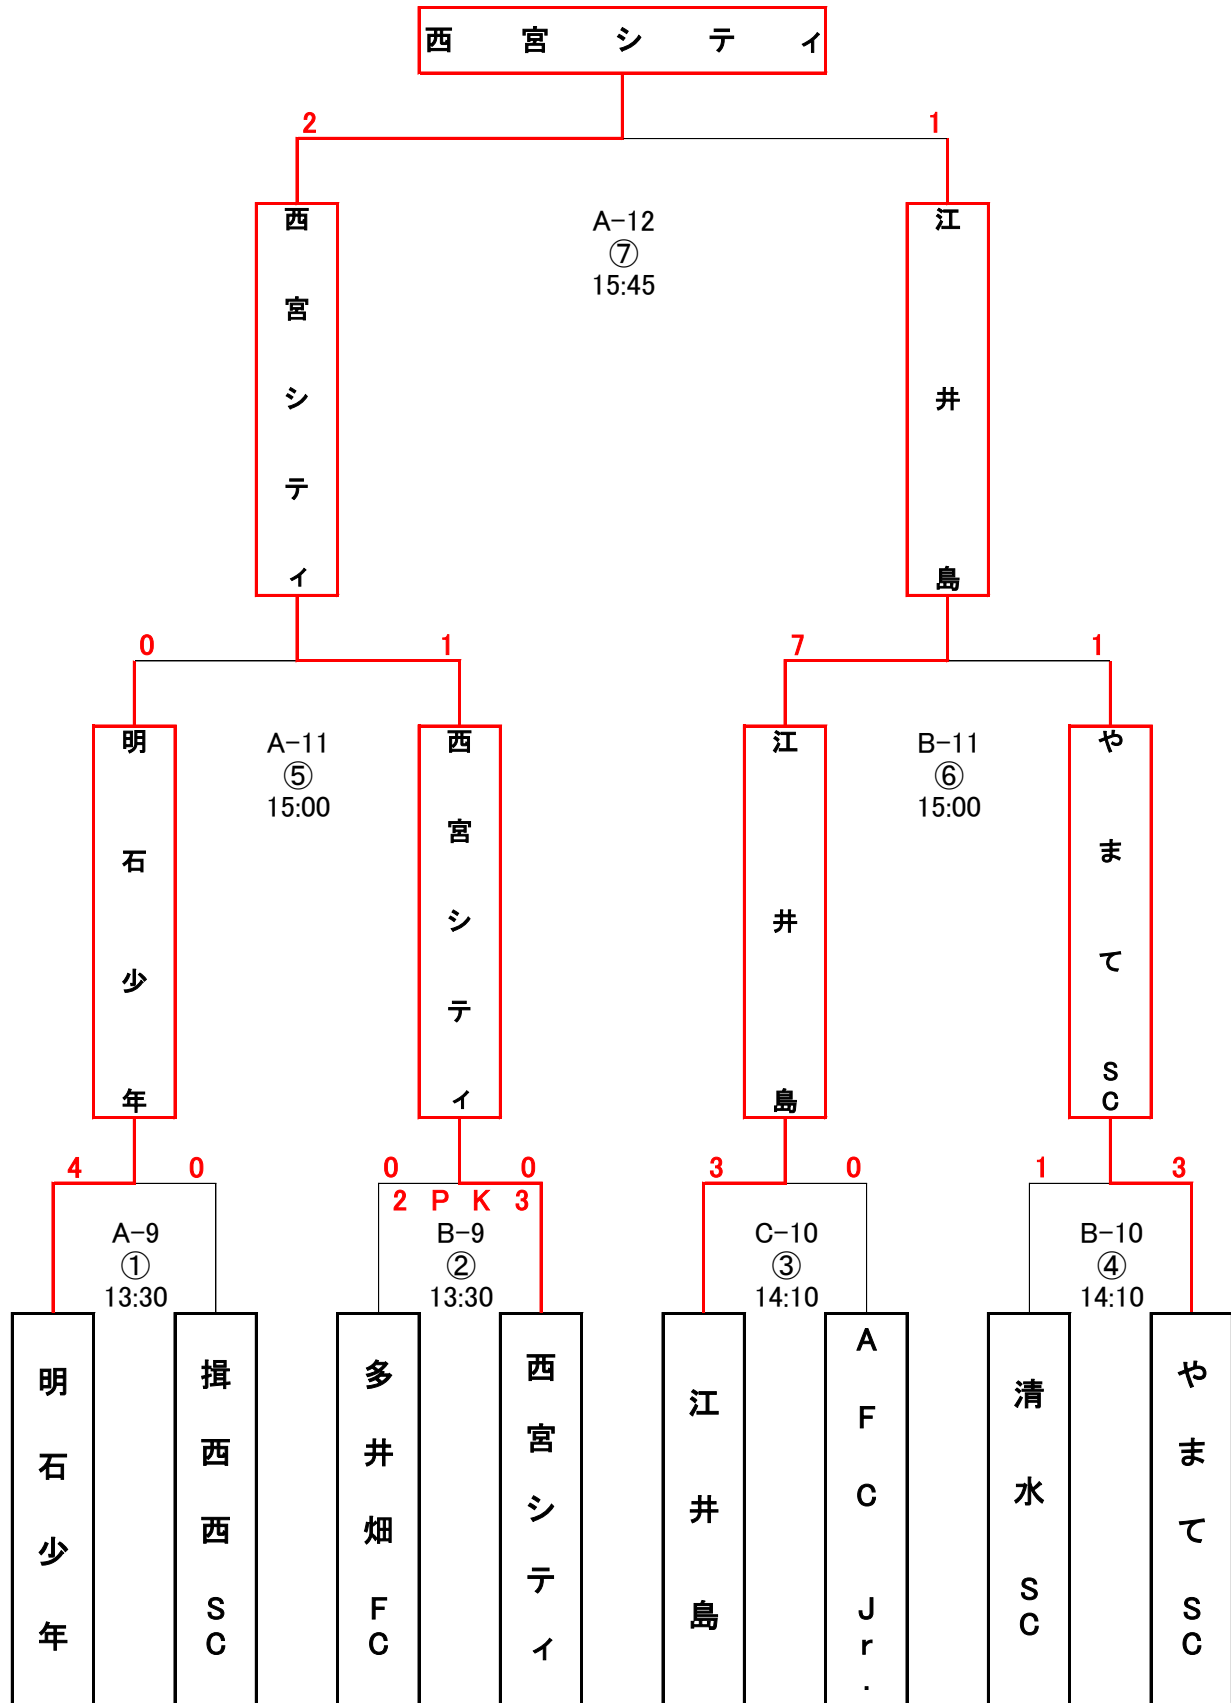 西宮シティ
2 1
西宮シティ
A-12
⑦
15:45
江井島
0 1 7 1
明石少年
A-11
⑤
15:00
西宮シティ
江井島
B-11
⑥
15:00
やまてSC
4 0 0 0 3 0 1 3
2 PK 3
A-9
①
13:30
B-9
②
13:30
C-10
③
14:10
B-10
④
14:10
明石少年
揖西西SC
多井畑FC
西宮シティ
江井島
AFC Jr.
清水SC
やまてSC